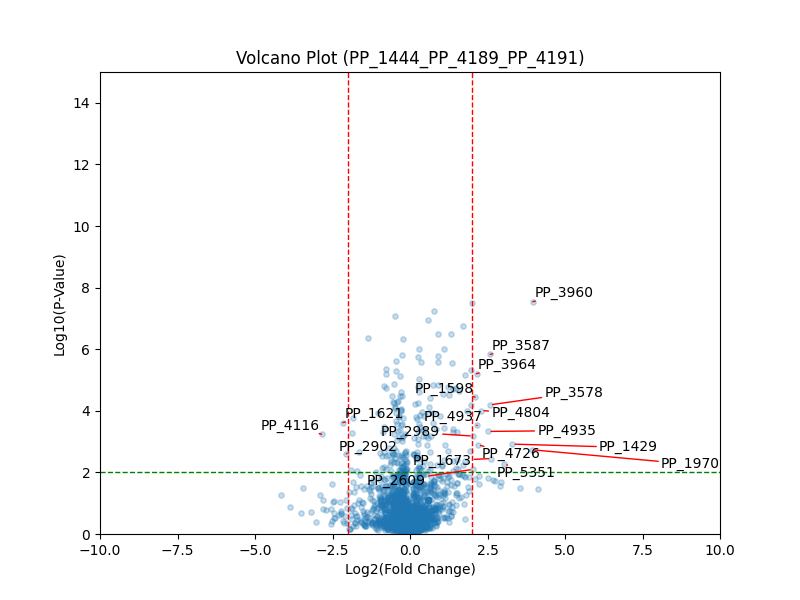 Volcano Plot (PP_1444_PP_4189_PP_4191)
Log10(P-Value)
14
12
10
8
6
4
2
0
PP_3960
PP_3587
PP_3964
PP_1598
PP_3578
PP_1621
PP_4937
PP_4804
PP_4116
PP_2989
PP_4935
PP_2902
PP_4726
PP_1429
PP_1673
PP_1970
PP_2609
PP_5351
−10.0
−7.5
−5.0
−2.5
0.0
2.5
5.0
7.5
10.0
Log2(Fold Change)